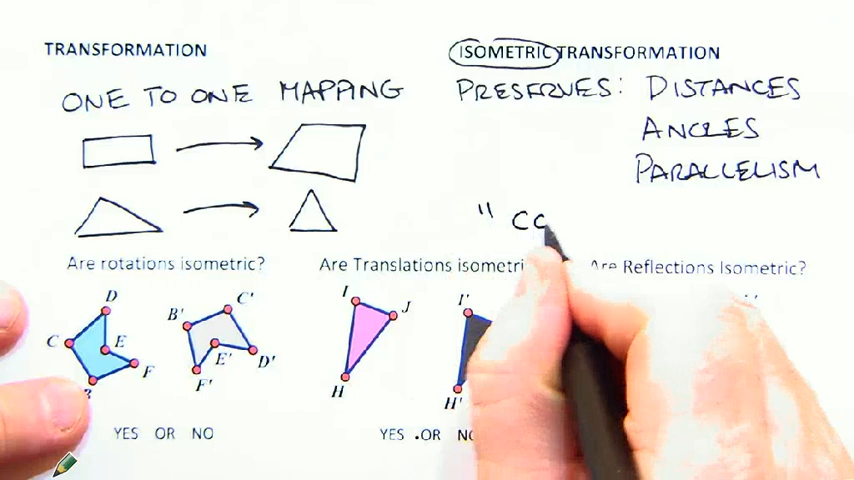 TRANSFORMATION
ISOMETRIC TRANSFORMATION
ONE TO ONE MAPPING
PRESERVES: DISTANCES
ANGLES
PARALLELISM
" CO
Are rotations isometric?
Are Translations isometri
Are Reflections Isometric?
D
C
E
F
B'
C'
E'
D'
F'
I
J
H
I'
H'
YES OR NO
YES .OR NO